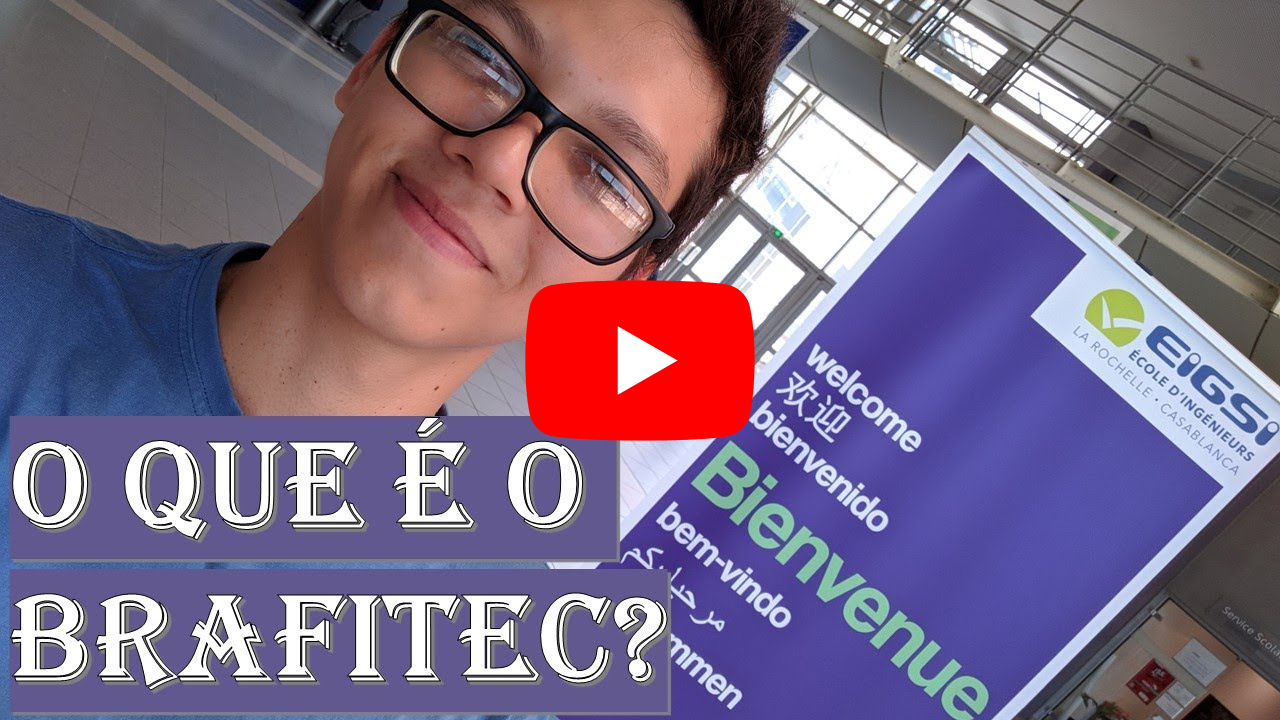 O QUE É O
BRAFITEC?
EIGSI
ÉCOLE D'INGÉNIEURS
LA ROCHELLE • CASABLANCA
welcome
欢迎
bienvenido
Bienvenue
bem-vindo
مرحبا بكم
mmen
Service Scola